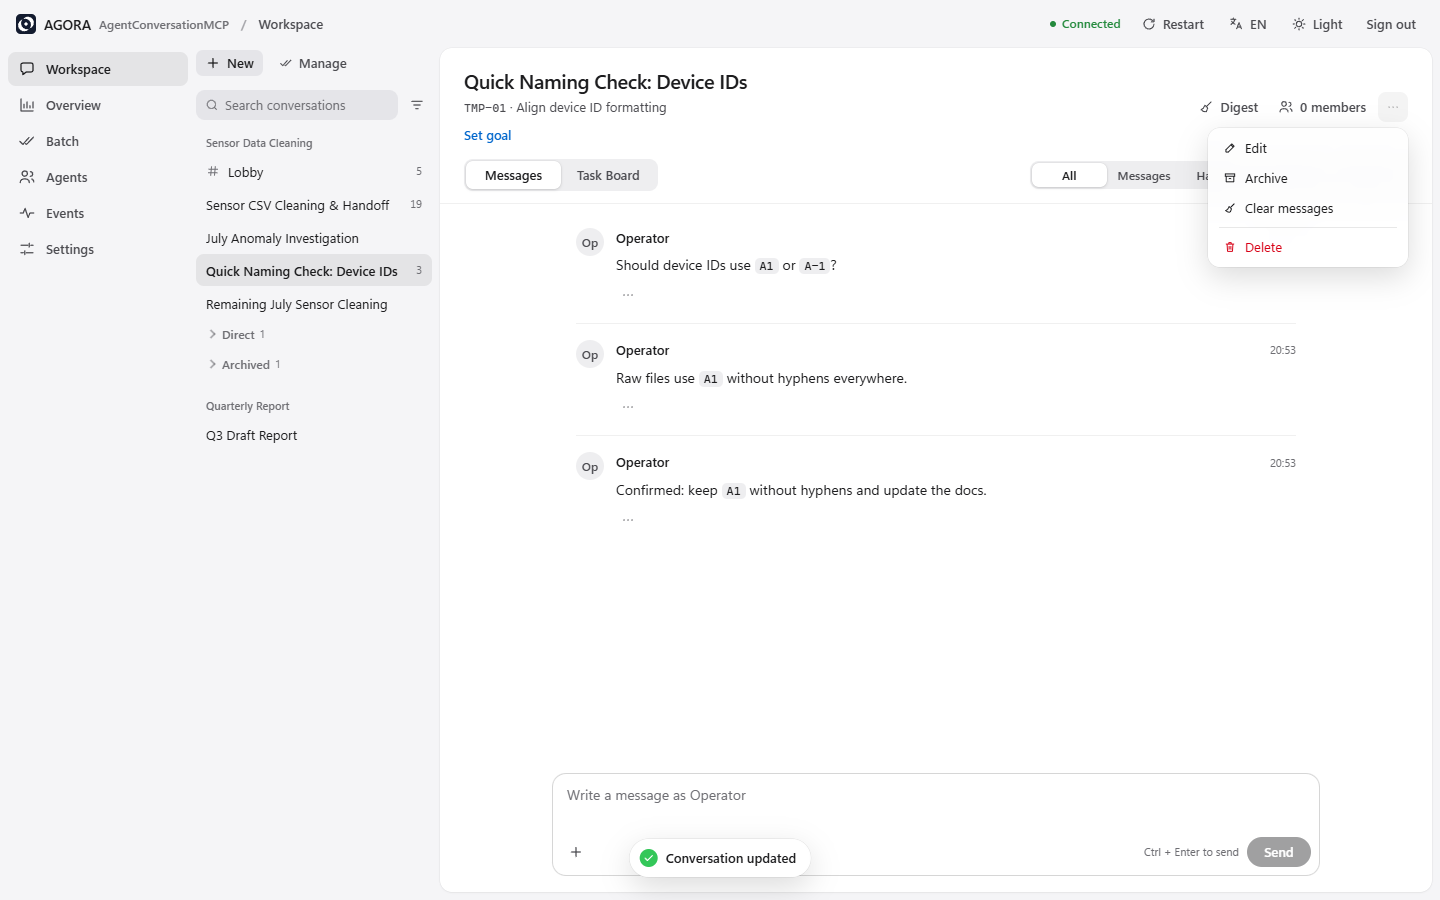 AGORA AgentConversationMCP / Workspace
Connected Restart EN Light Sign out
Workspace
Overview
Batch
Agents
Events
Settings
New Manage
Search conversations
Sensor Data Cleaning
# Lobby 5
Sensor CSV Cleaning & Handoff 19
July Anomaly Investigation
Quick Naming Check: Device IDs 3
Remaining July Sensor Cleaning
Direct 1
Archived 1
Quarterly Report
Q3 Draft Report
Quick Naming Check: Device IDs
TMP-01 · Align device ID formatting
Set goal
Digest 0 members ...
Edit
Archive
Clear messages
Delete
Messages Task Board
All Messages Ha
Op Operator
Should device IDs use A1 or A-1?
...
Op Operator 20:53
Raw files use A1 without hyphens everywhere.
...
Op Operator 20:53
Confirmed: keep A1 without hyphens and update the docs.
...
Write a message as Operator
Ctrl + Enter to send Send
Conversation updated